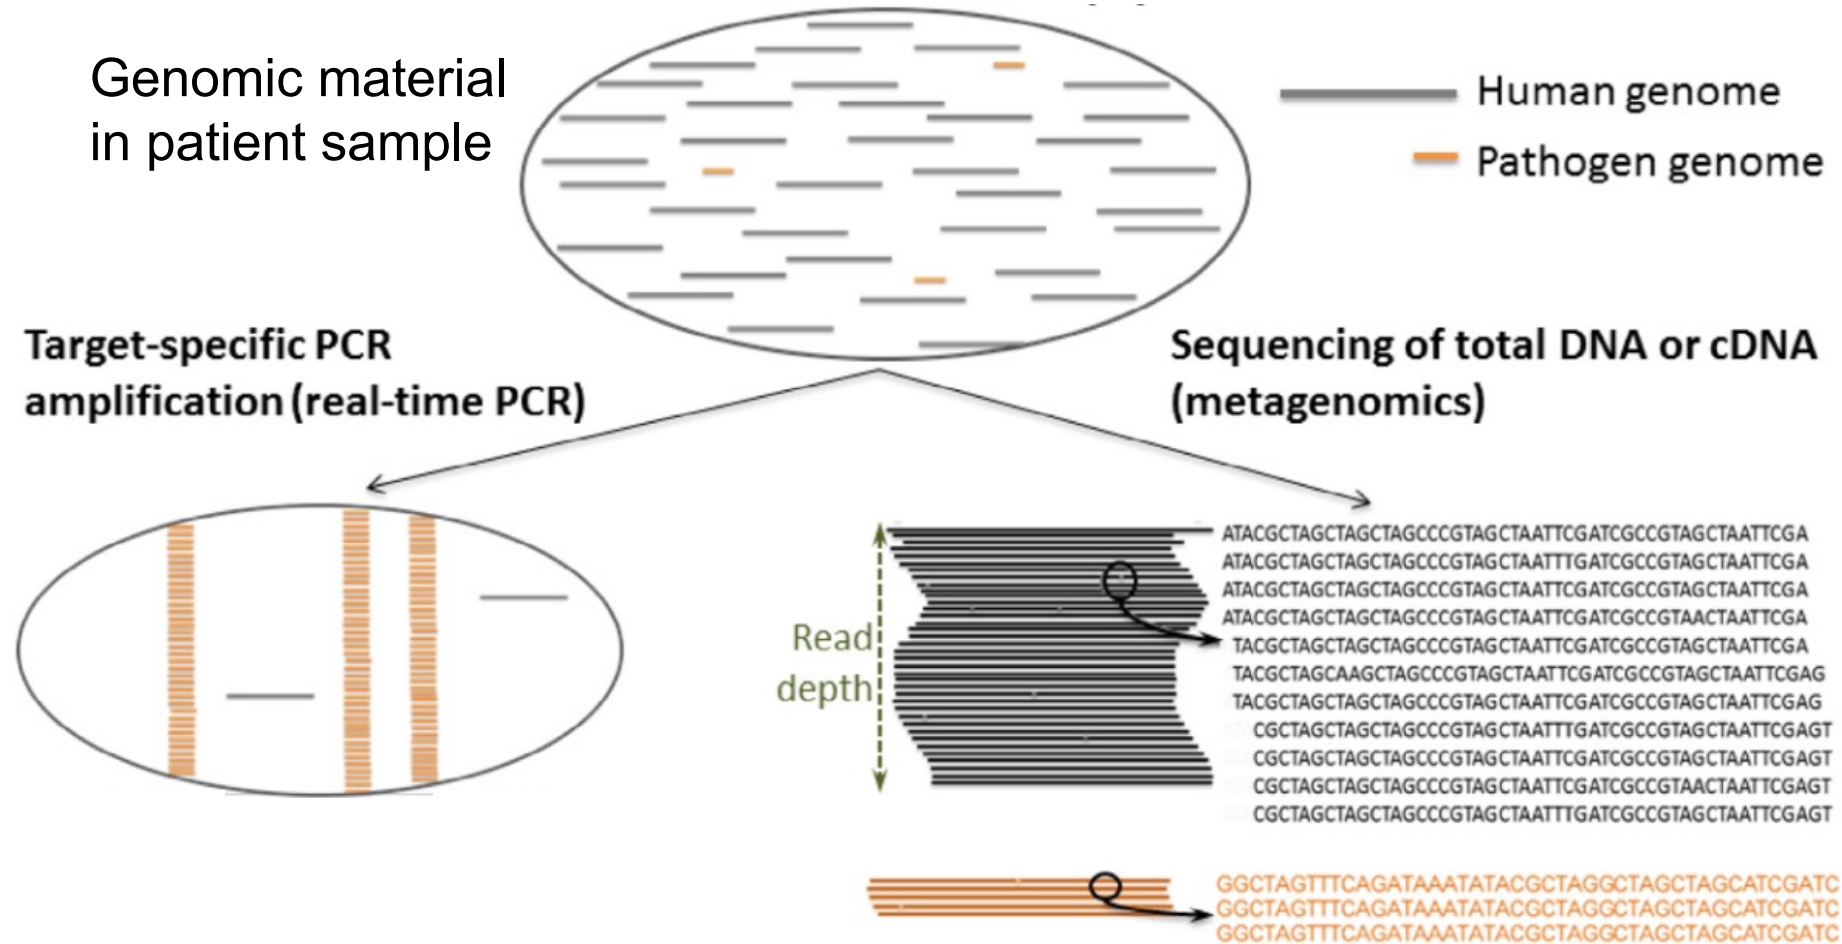 Genomic material
in patient sample
Human genome
Pathogen genome
Target-specific PCR
amplification (real-time PCR)
Sequencing of total DNA or cDNA
(metagenomics)
Read
depth
ATACGCTAGCTAGCTAGCCCGTAGCTAATTCGATCGCCGTAGCTAATTCGA
ATACGCTAGCTAGCTAGCCCGTAGCTAATTTGATCGCCGTAGCTAATTCGA
ATACGCTAGCTAGCTAGCCCGTAGCTAATTCGATCGCCGTAGCTAATTCGA
ATACGCTAGCTAGCTAGCCCGTAGCTAATTCGATCGCCGTAACTAATTCGA
TACGCTAGCTAGCTAGCCCGTAGCTAATTCGATCGCCGTAGCTAATTCGA
TACGCTAGCAAGCTAGCCCGTAGCTAATTCGATCGCCGTAGCTAATTCGAG
TACGCTAGCTAGCTAGCCCGTAGCTAATTCGATCGCCGTAGCTAATTCGAG
CGCTAGCTAGCTAGCCCGTAGCTAATTTGATCGCCGTAGCTAATTCGAGT
CGCTAGCTAGCTAGCCCGTAGCTAATTCGATCGCCGTAGCTAATTCGAGT
CGCTAGCTAGCTAGCCCGTAGCTAATTCGATCGCCGTAACTAATTCGAGT
CGCTAGCTAGCTAGCCCGTAGCTAATTTGATCGCCGTAGCTAATTCGAGT
GGCTAGTTTCAGATAAATATACGCTAGGCTAGCTAGCATCGATC
GGCTAGTTTCAGATAAATATACGCTAGGCTAGCTAGCATCGATC
GGCTAGTTTCAGATAAATATACGCTAGGCTAGCTAGCATCGATC